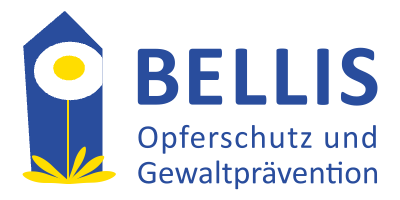 BELLIS
Opferschutz und
Gewaltprävention